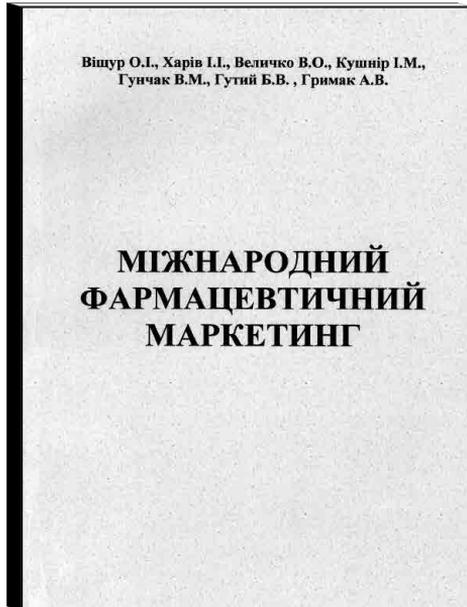 Віщур О.І., Харів І.І., Величко В.О., Кушнір І.М.,
Гунчак В.М., Гутий Б.В. , Гримак А.В.
МІЖНАРОДНИЙ
ФАРМАЦЕВТИЧНИЙ
МАРКЕТИНГ